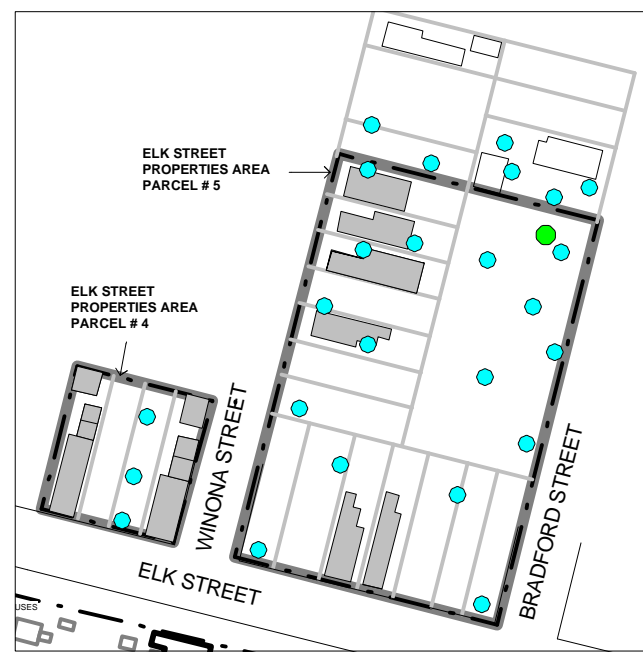 ELK STREET
PROPERTIES AREA
PARCEL # 5
ELK STREET
PROPERTIES AREA
PARCEL # 4
WINONA STREET
BRADFORD STREET
ELK STREET
USES